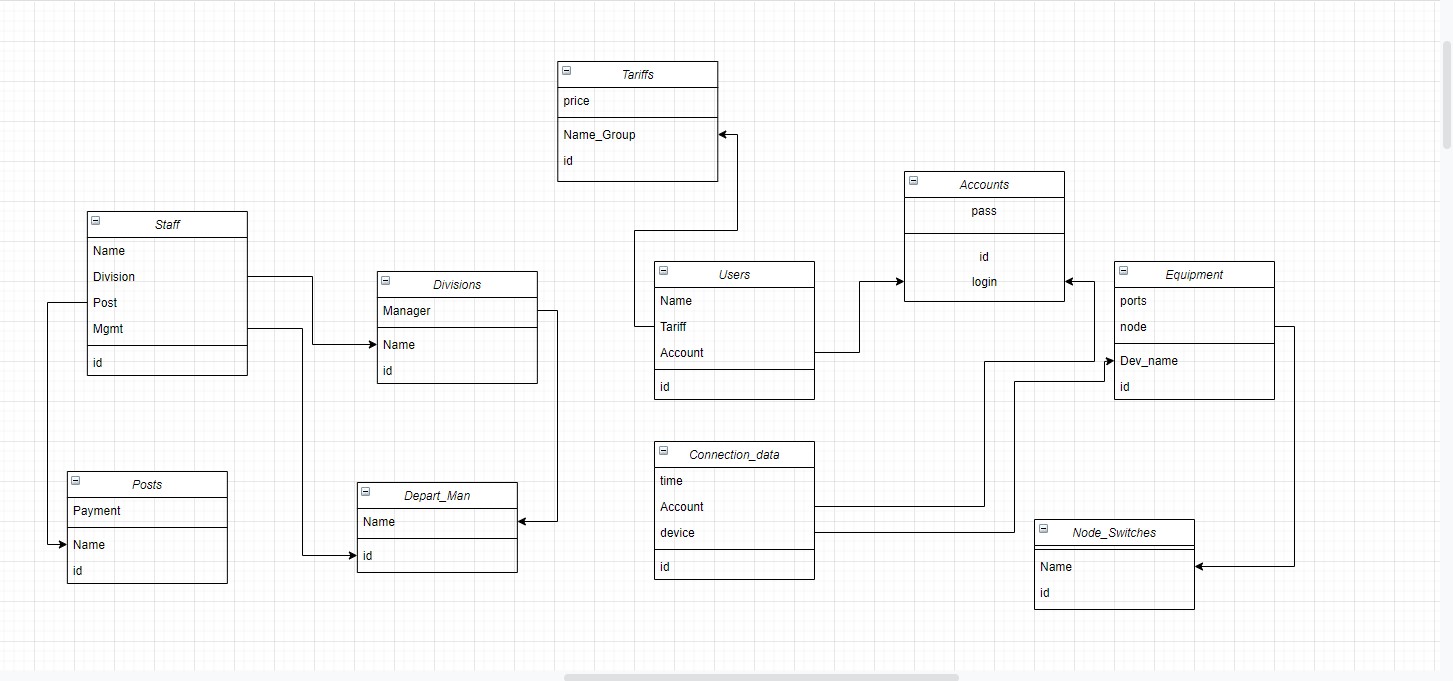 Tariffs
price
Name_Group
id
Accounts
pass
id
login
Staff
Name
Division
Post
Mgmt
id
Divisions
Manager
Name
id
Users
Name
Tariff
Account
id
Equipment
ports
node
Dev_name
id
Posts
Payment
Name
id
Depart_Man
Name
id
Connection_data
time
Account
device
id
Node_Switches
Name
id